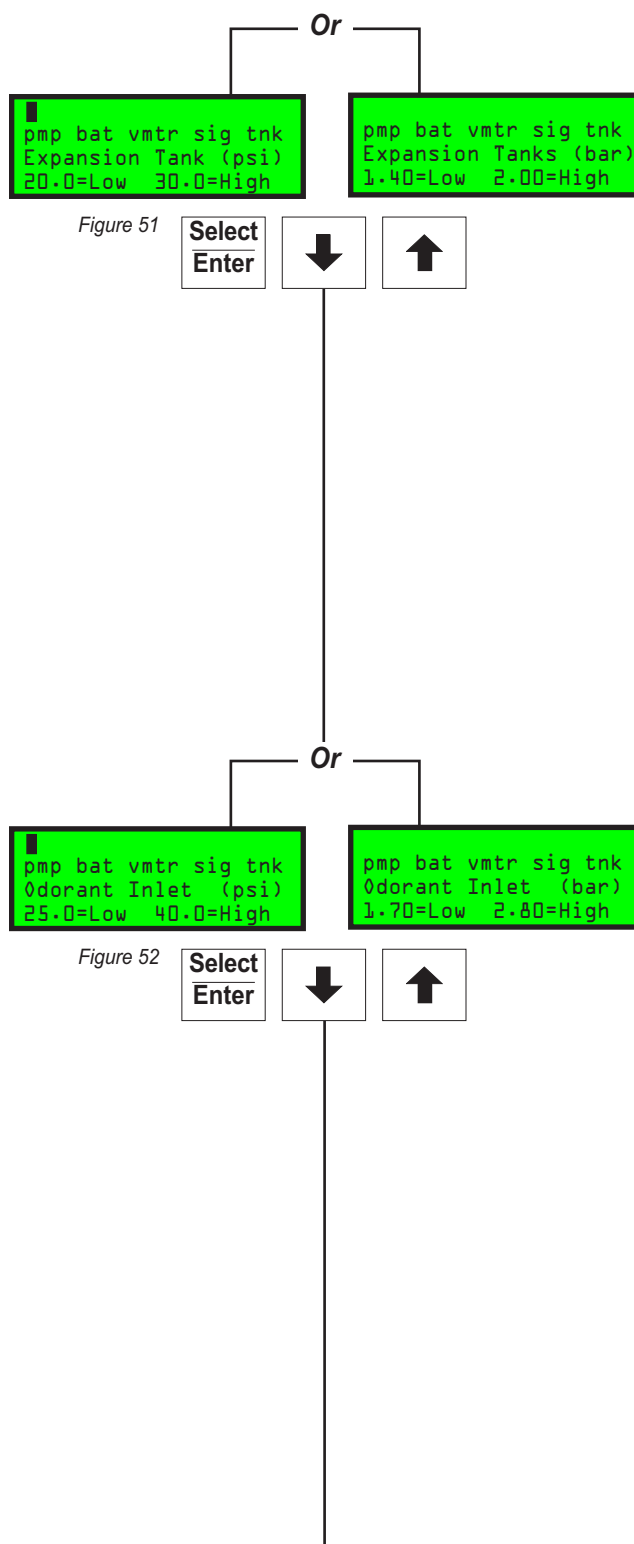 Or
pmp bat vmtr sig tnk
Expansion Tank (psi)
20.0=Low 30.0=High
pmp bat vmtr sig tnk
Expansion Tanks (bar)
1.40=Low 2.00=High
Figure 51
Select
Enter
Or
pmp bat vmtr sig tnk
Odorant Inlet (psi)
25.0=Low 40.0=High
pmp bat vmtr sig tnk
Odorant Inlet (bar)
1.70=Low 2.80=High
Figure 52
Select
Enter